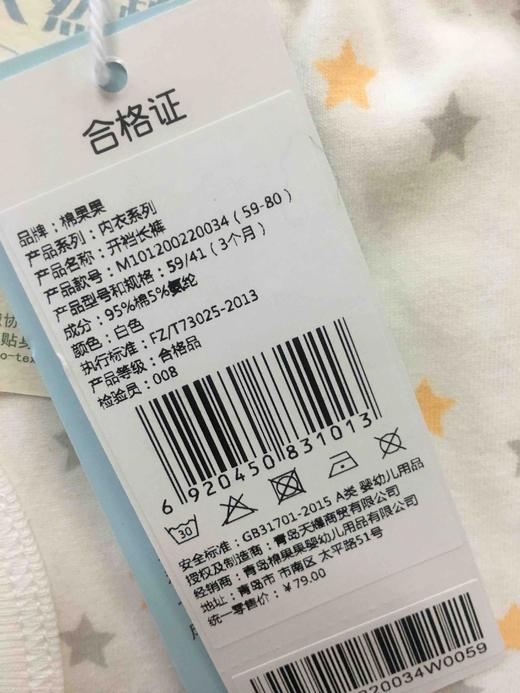 然
合格证
品牌：棉果果
产品系列：内衣系列
产品名称：开裆长裤
产品款号：M101200220034（59-80）
产品型号和规格：59/41（3个月）
成分：95%棉5%氨纶
颜色：白色
执行标准：FZ/T73025-2013
产品等级：合格品
检验员：008
6 920450 831013
30
安全标准：GB31701-2015 A类 婴幼儿用品
授权及制造商：青岛天耀商贸有限公司
经销商：青岛棉果果婴幼儿用品有限公司
地址：青岛市 市南区 太平路51号
统一零售价：￥79.00
贴身
o-tex
70034W0059